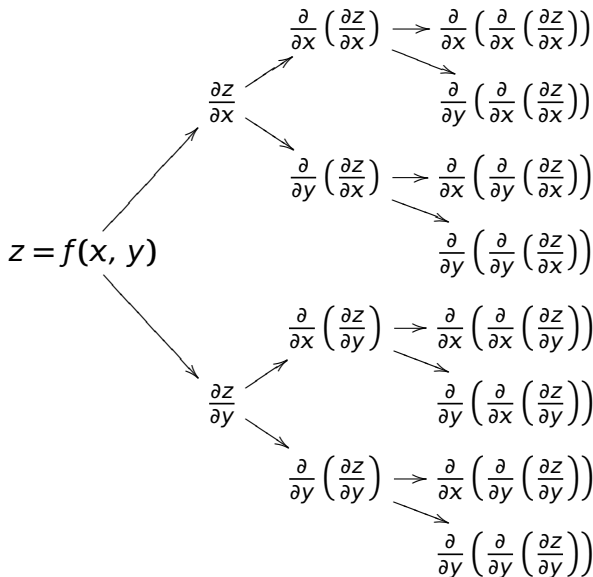 ∂/∂x (∂z/∂x) → ∂/∂x (∂/∂x (∂z/∂x))
∂z/∂x
∂/∂y (∂/∂x (∂z/∂x))
∂/∂y (∂z/∂x) → ∂/∂x (∂/∂y (∂z/∂x))
z = f(x, y)
∂/∂y (∂/∂y (∂z/∂x))
∂/∂x (∂z/∂y) → ∂/∂x (∂/∂x (∂z/∂y))
∂z/∂y
∂/∂y (∂/∂x (∂z/∂y))
∂/∂y (∂z/∂y) → ∂/∂x (∂/∂y (∂z/∂y))
∂/∂y (∂/∂y (∂z/∂y))